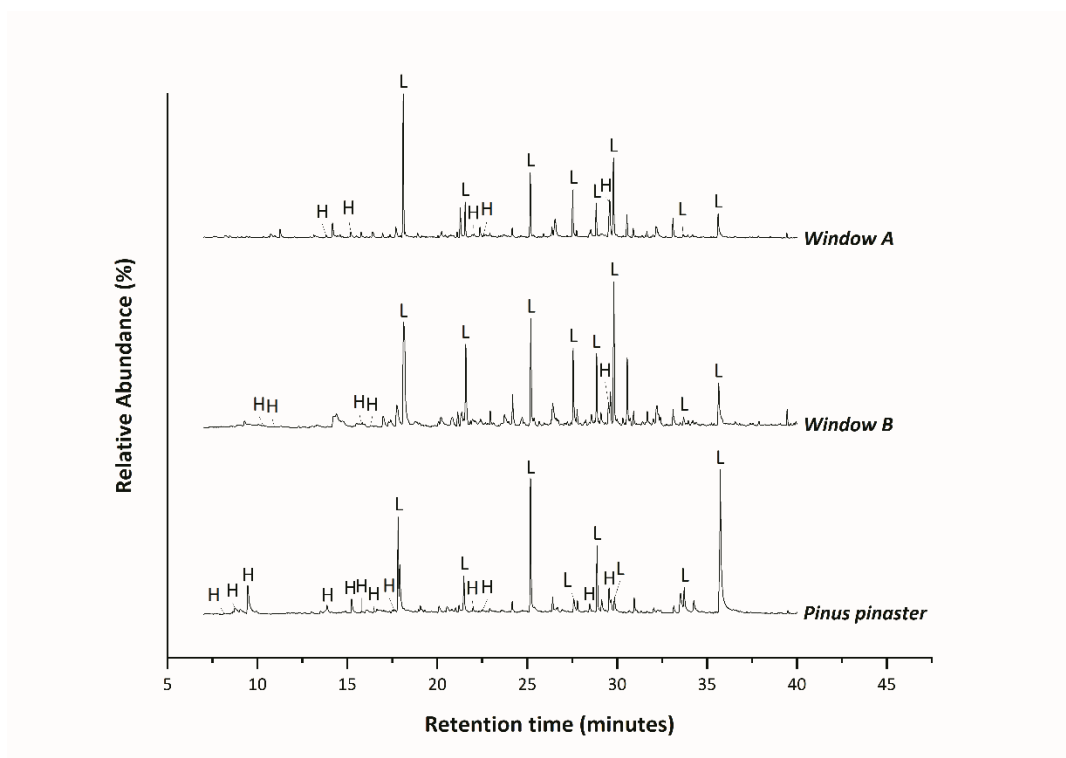 L
L
L
L
L
H
L
H
H
H
H
L
L
Window A
L
L
L
L
L
L
H
H
H
H
H
L
L
Window B
L
L
L
L
L
L
H
H
H
H
H
H
H
H
H
H
H
H
L
L
Pinus pinaster
Relative Abundance (%)
5 10 15 20 25 30 35 40 45
Retention time (minutes)